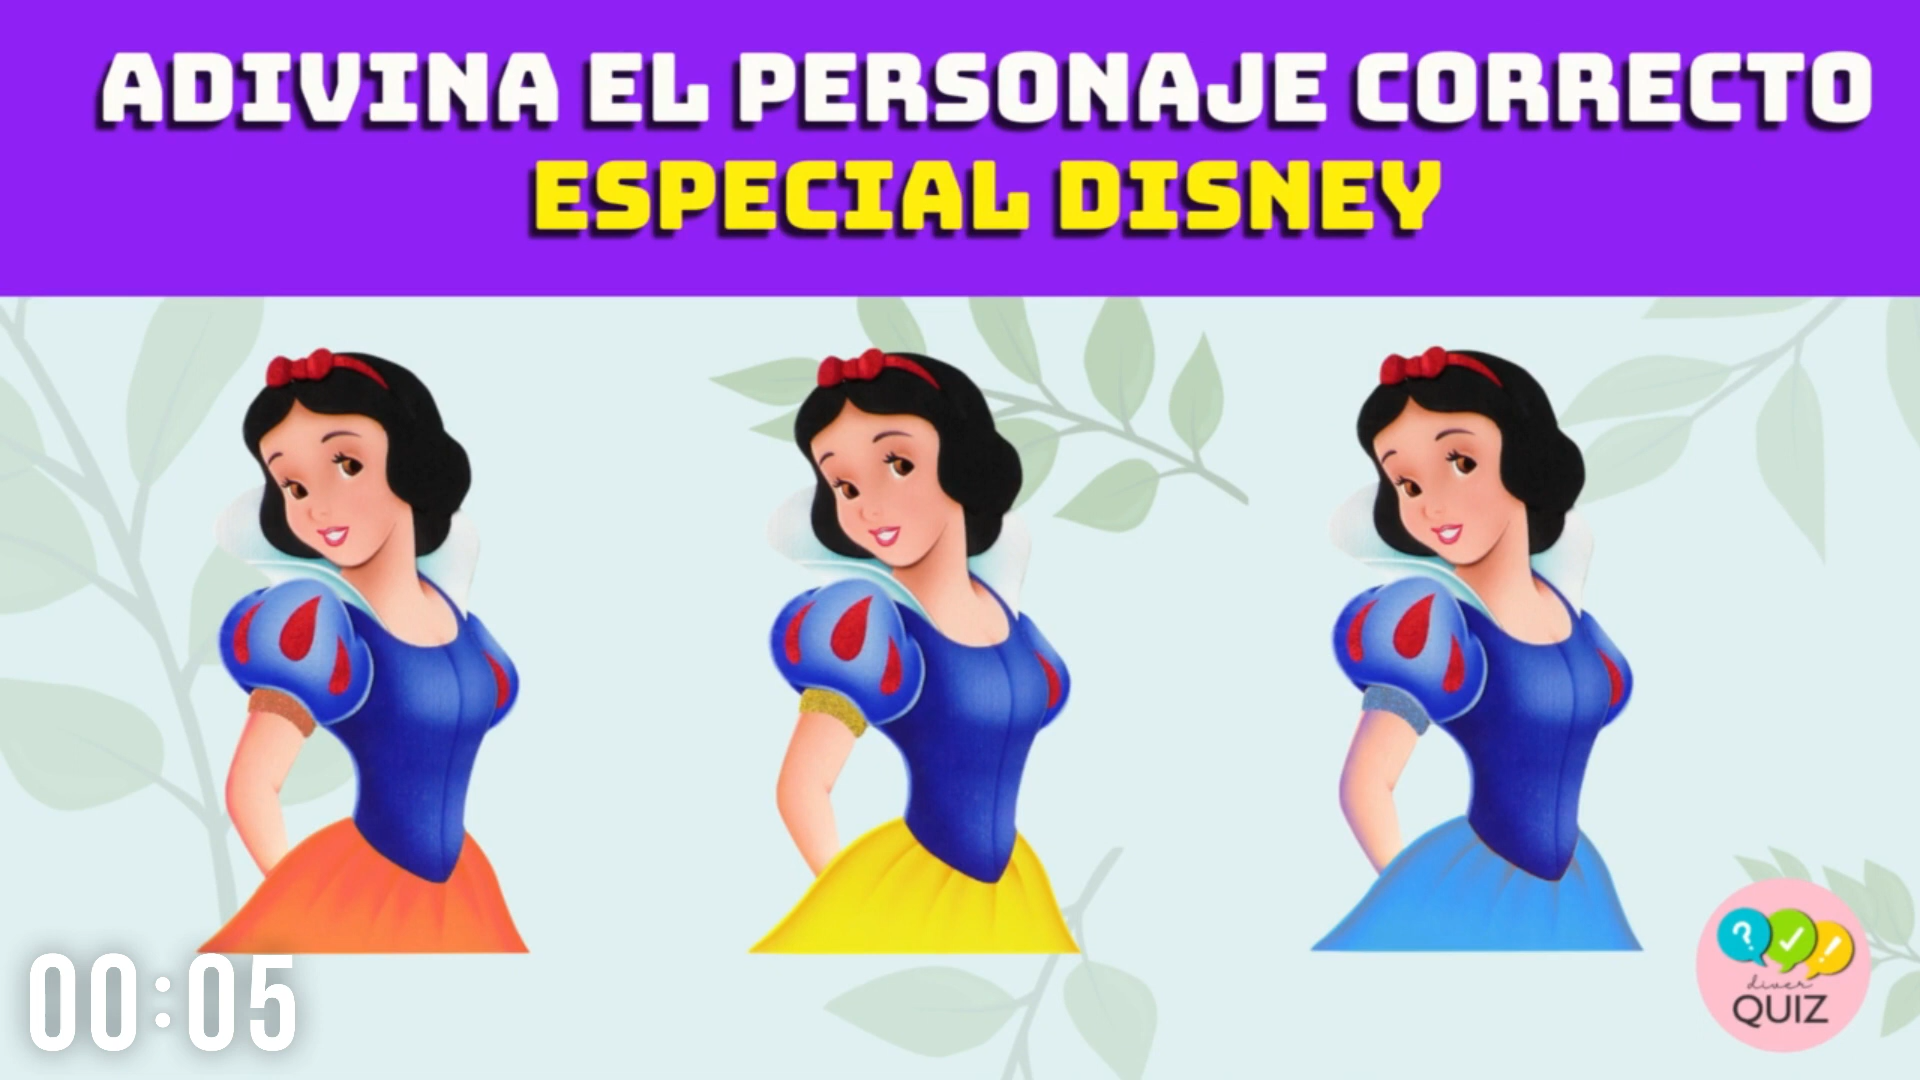 ADIVINA EL PERSONAJE CORRECTO
ESPECIAL DISNEY
00:05
? ✓ !
diver
QUIZ